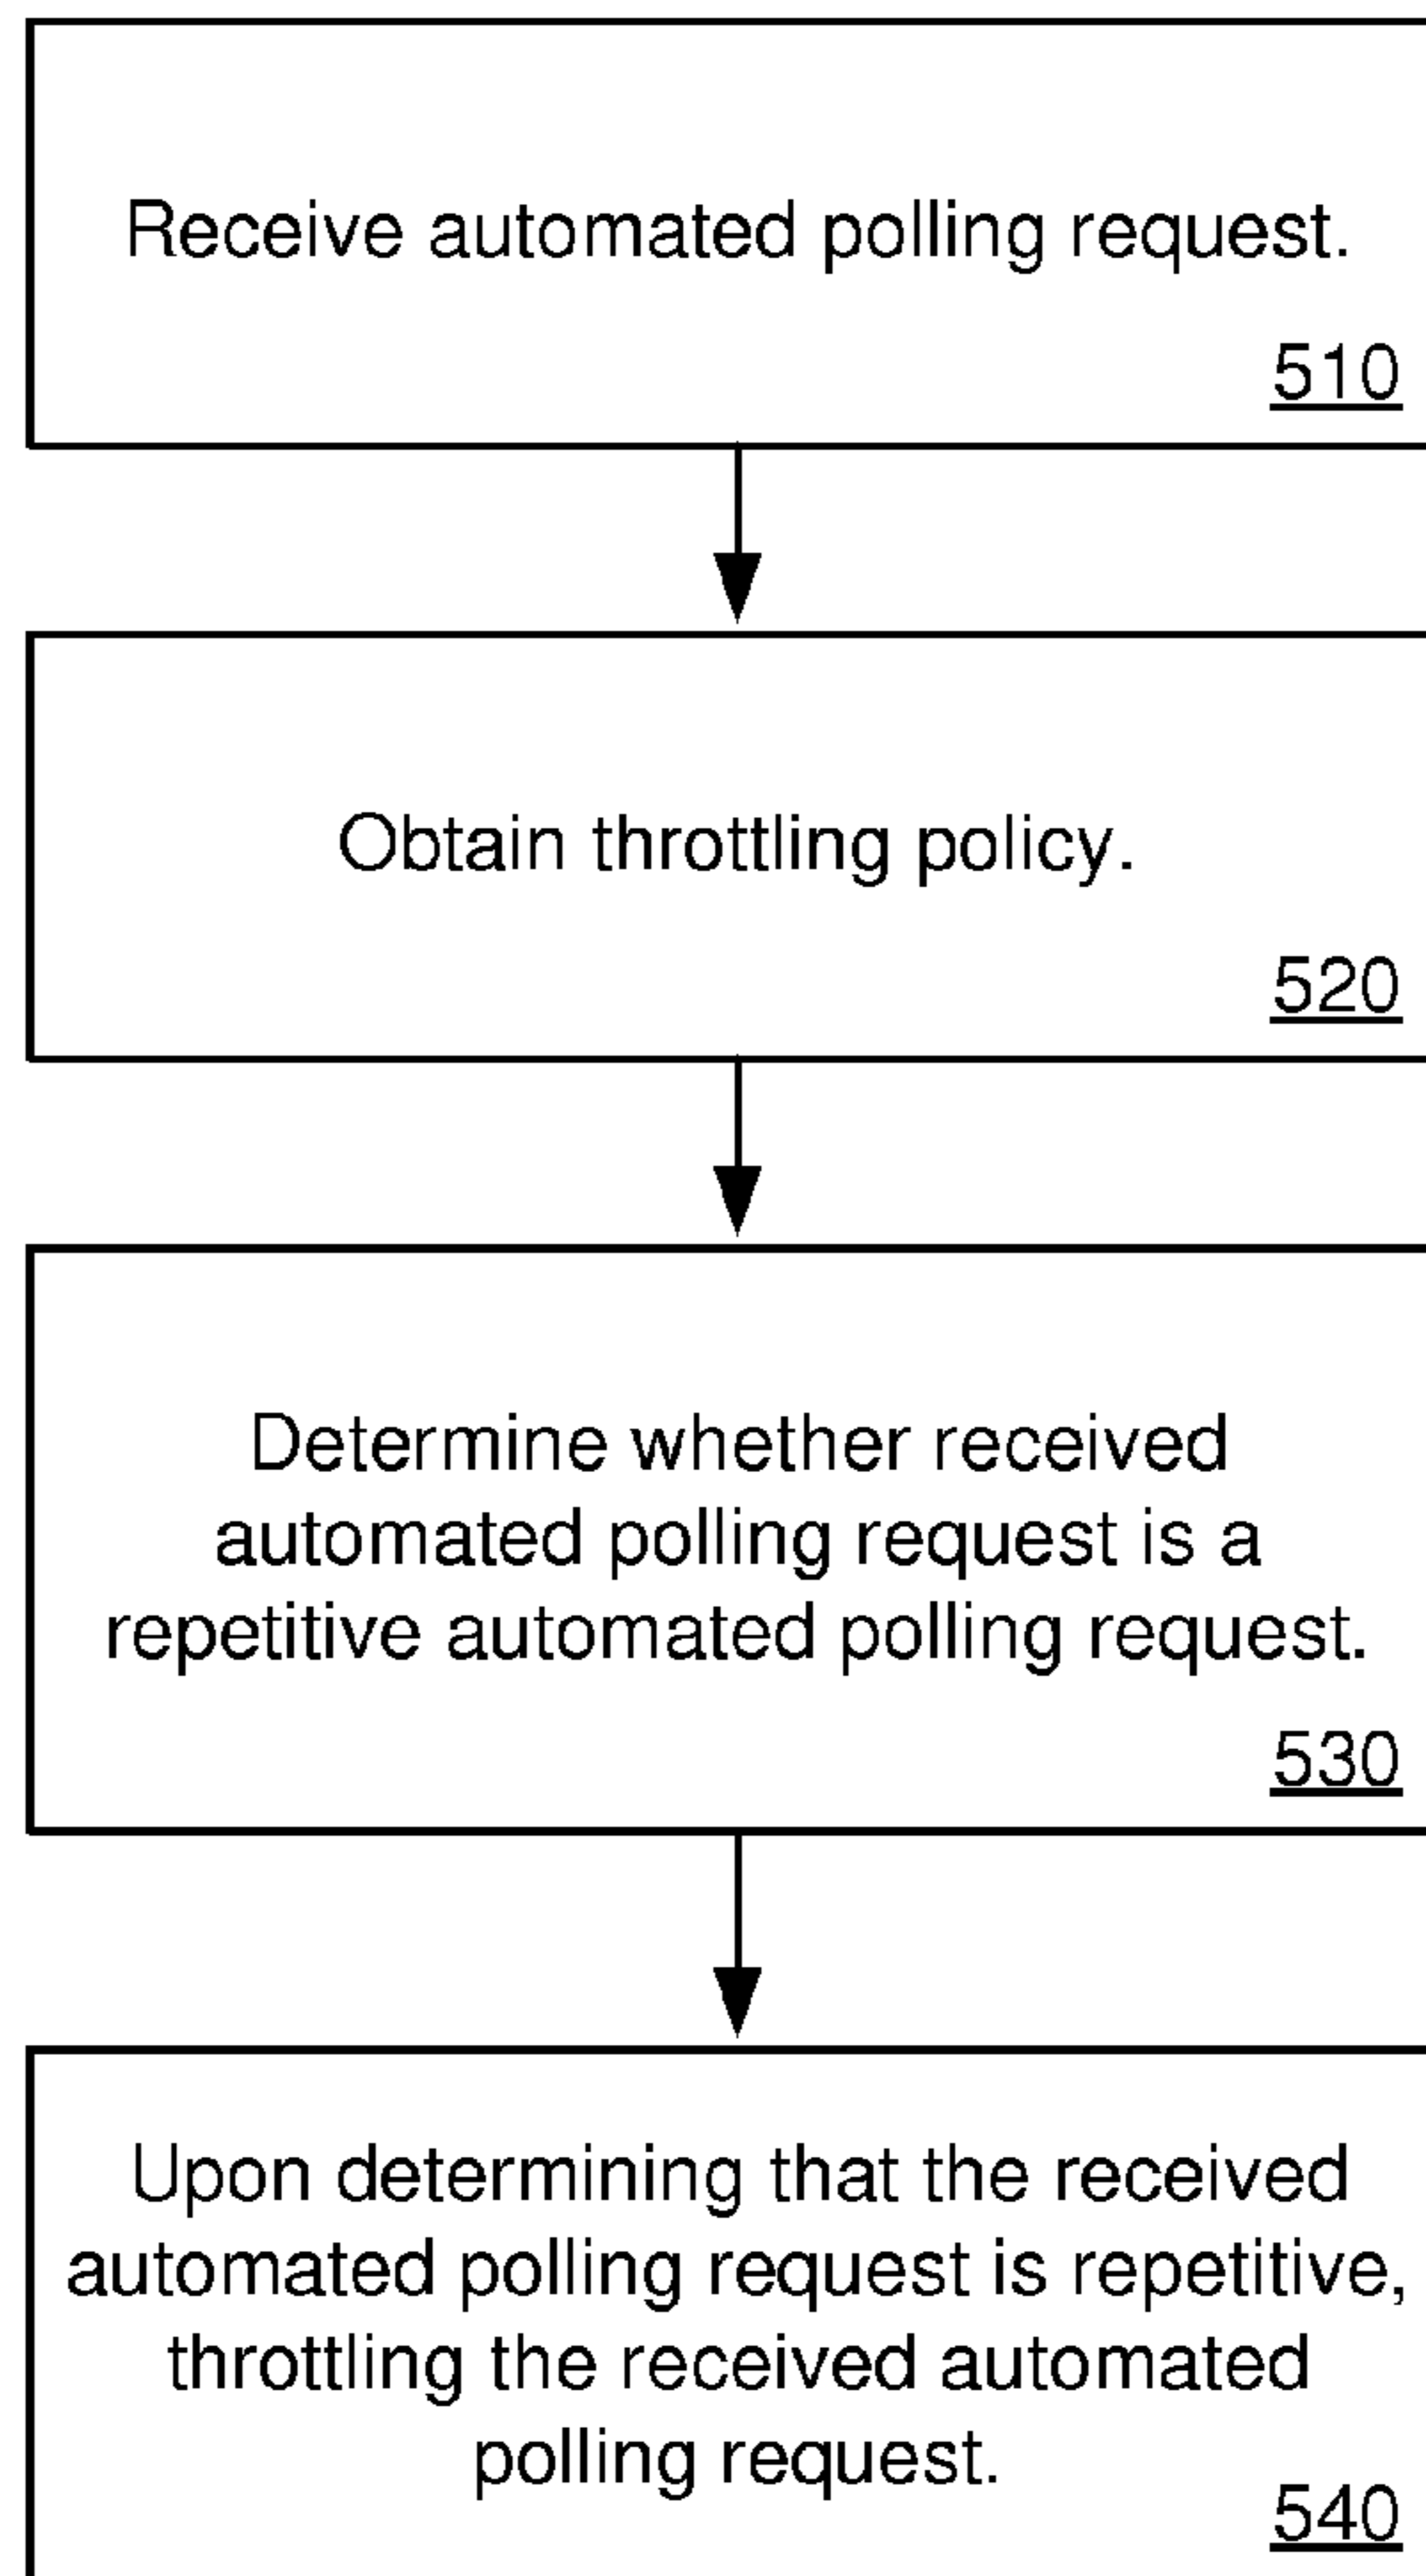 Receive automated polling request.
510
Obtain throttling policy.
520
Determine whether received
automated polling request is a
repetitive automated polling request.
530
Upon determining that the received
automated polling request is repetitive,
throttling the received automated
polling request.
540